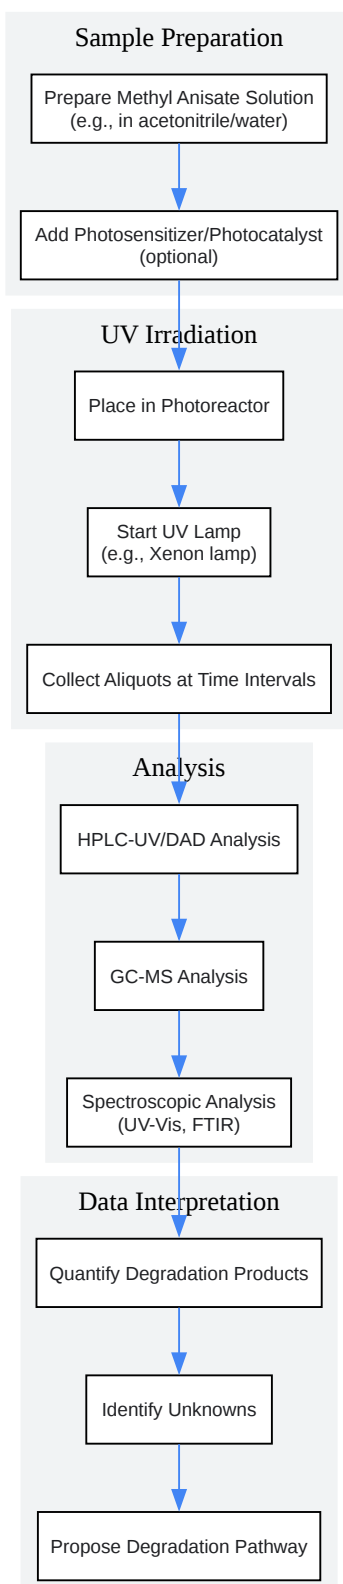 Sample Preparation
Prepare Methyl Anisate Solution
(e.g., in acetonitrile/water)
Add Photosensitizer/Photocatalyst
(optional)
UV Irradiation
Place in Photoreactor
Start UV Lamp
(e.g., Xenon lamp)
Collect Aliquots at Time Intervals
Analysis
HPLC-UV/DAD Analysis
GC-MS Analysis
Spectroscopic Analysis
(UV-Vis, FTIR)
Data Interpretation
Quantify Degradation Products
Identify Unknowns
Propose Degradation Pathway